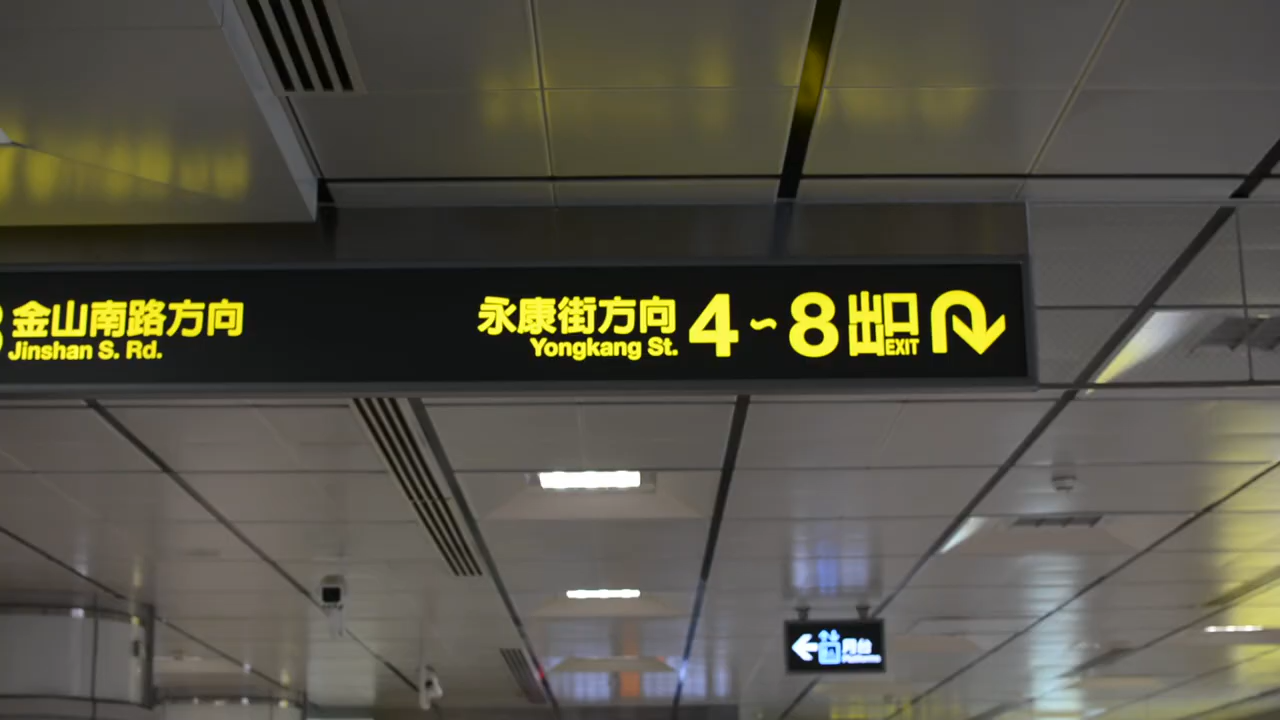 金山南路方向
Jinshan S. Rd.
永康街方向
Yongkang St.
4~8出口
EXIT
月台